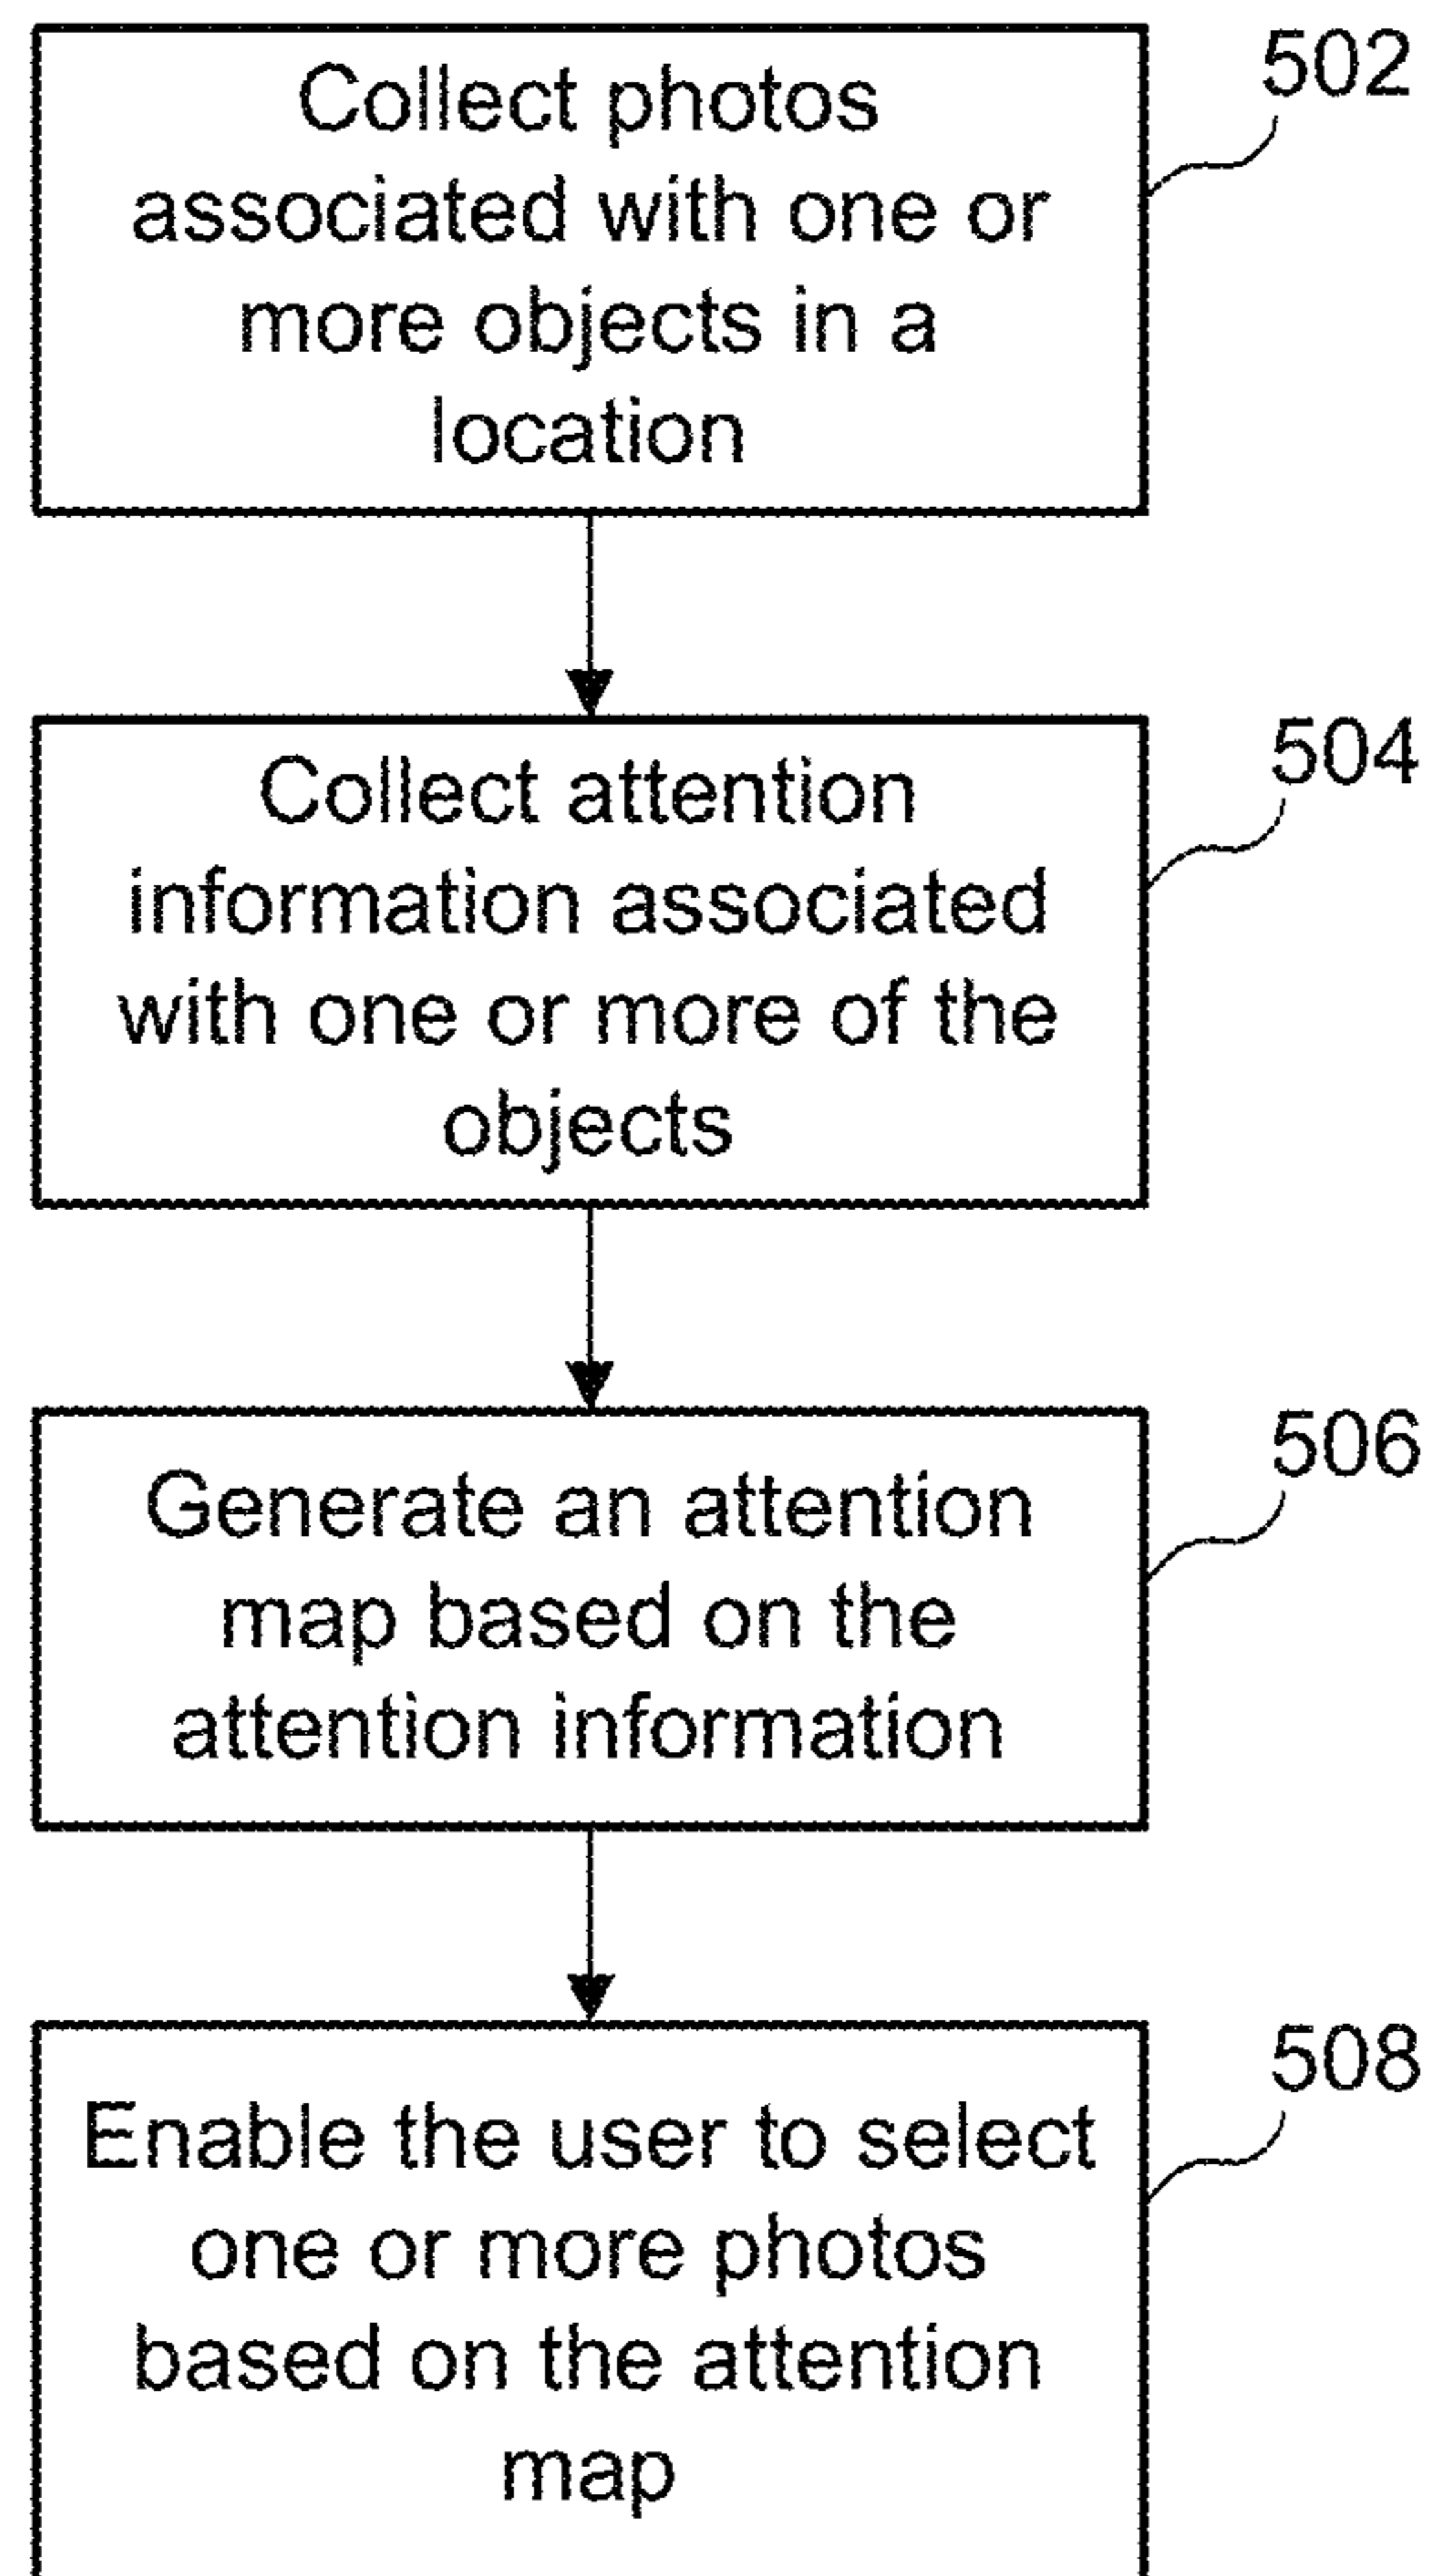 Collect photos
associated with one or
more objects in a
location
502
Collect attention
information associated
with one or more of the
objects
504
Generate an attention
map based on the
attention information
506
Enable the user to select
one or more photos
based on the attention
map
508